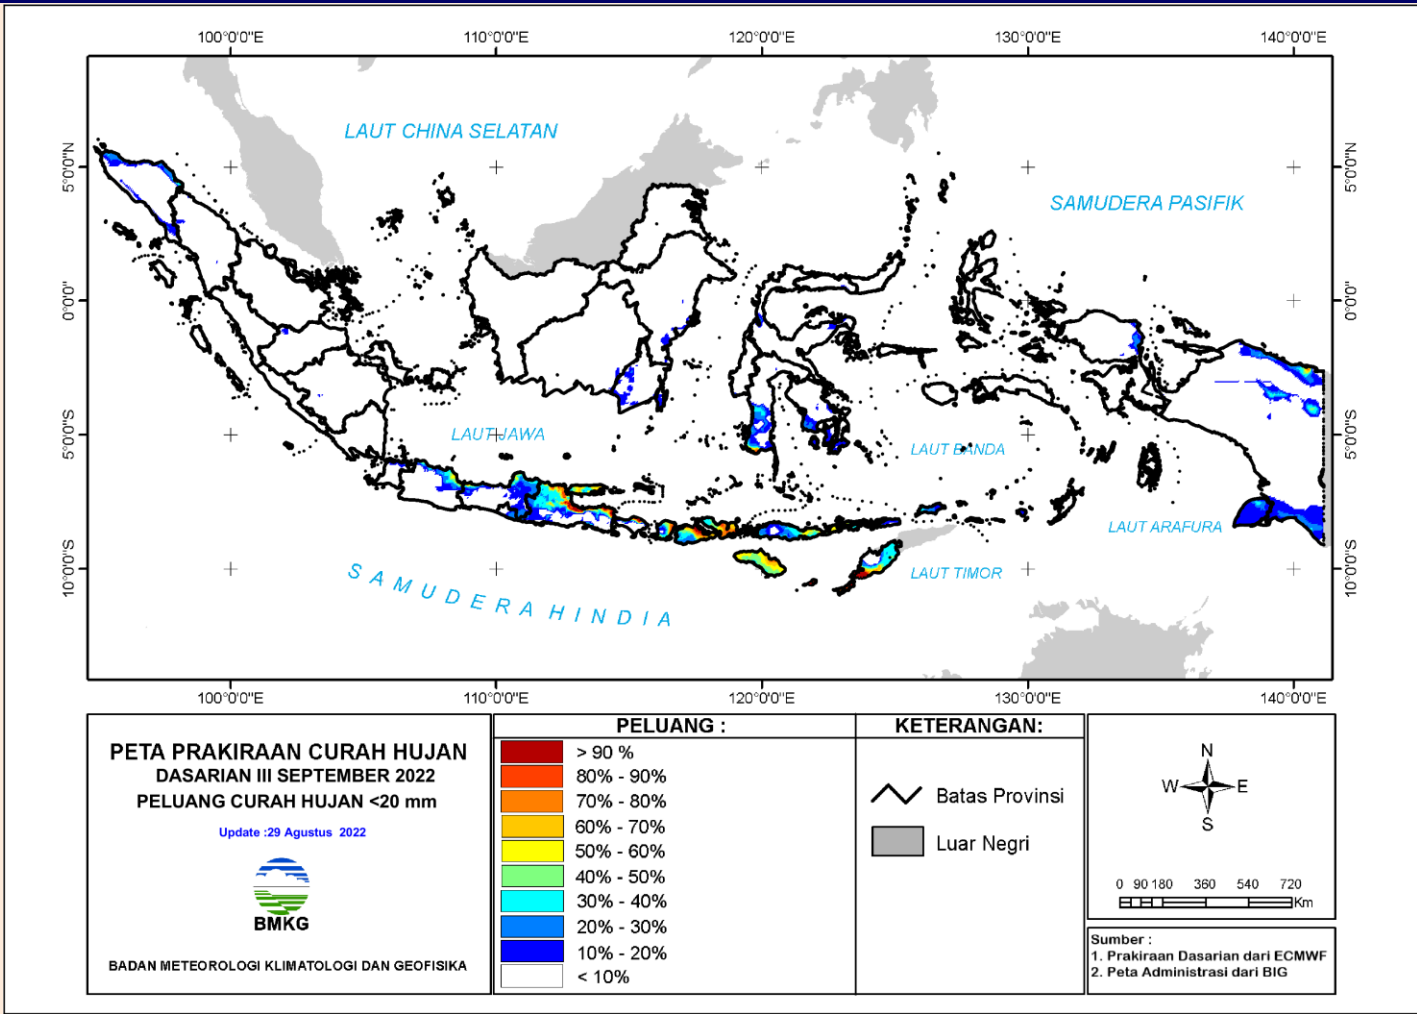 100°0'0"E 110°0'0"E 120°0'0"E 130°0'0"E 140°0'0"E
LAUT CHINA SELATAN
5°0'0"N 5°0'0"N
SAMUDERA PASIFIK
0°0'0" 0°0'0"
LAUT JAWA
5°0'0"S 5°0'0"S
LAUT BANDA
LAUT ARAFURA
LAUT TIMOR
10°0'0"S 10°0'0"S
SAMUDERA HINDIA
100°0'0"E 110°0'0"E 120°0'0"E 130°0'0"E 140°0'0"E
PETA PRAKIRAAN CURAH HUJAN
DASARIAN III SEPTEMBER 2022
PELUANG CURAH HUJAN <20 mm
Update :29 Agustus 2022
BMKG
BADAN METEOROLOGI KLIMATOLOGI DAN GEOFISIKA
PELUANG :
> 90 %
80% - 90%
70% - 80%
60% - 70%
50% - 60%
40% - 50%
30% - 40%
20% - 30%
10% - 20%
< 10%
KETERANGAN:
Batas Provinsi
Luar Negri
N
W E
S
0 90 180 360 540 720
Km
Sumber :
1. Prakiraan Dasarian dari ECMWF
2. Peta Administrasi dari BIG